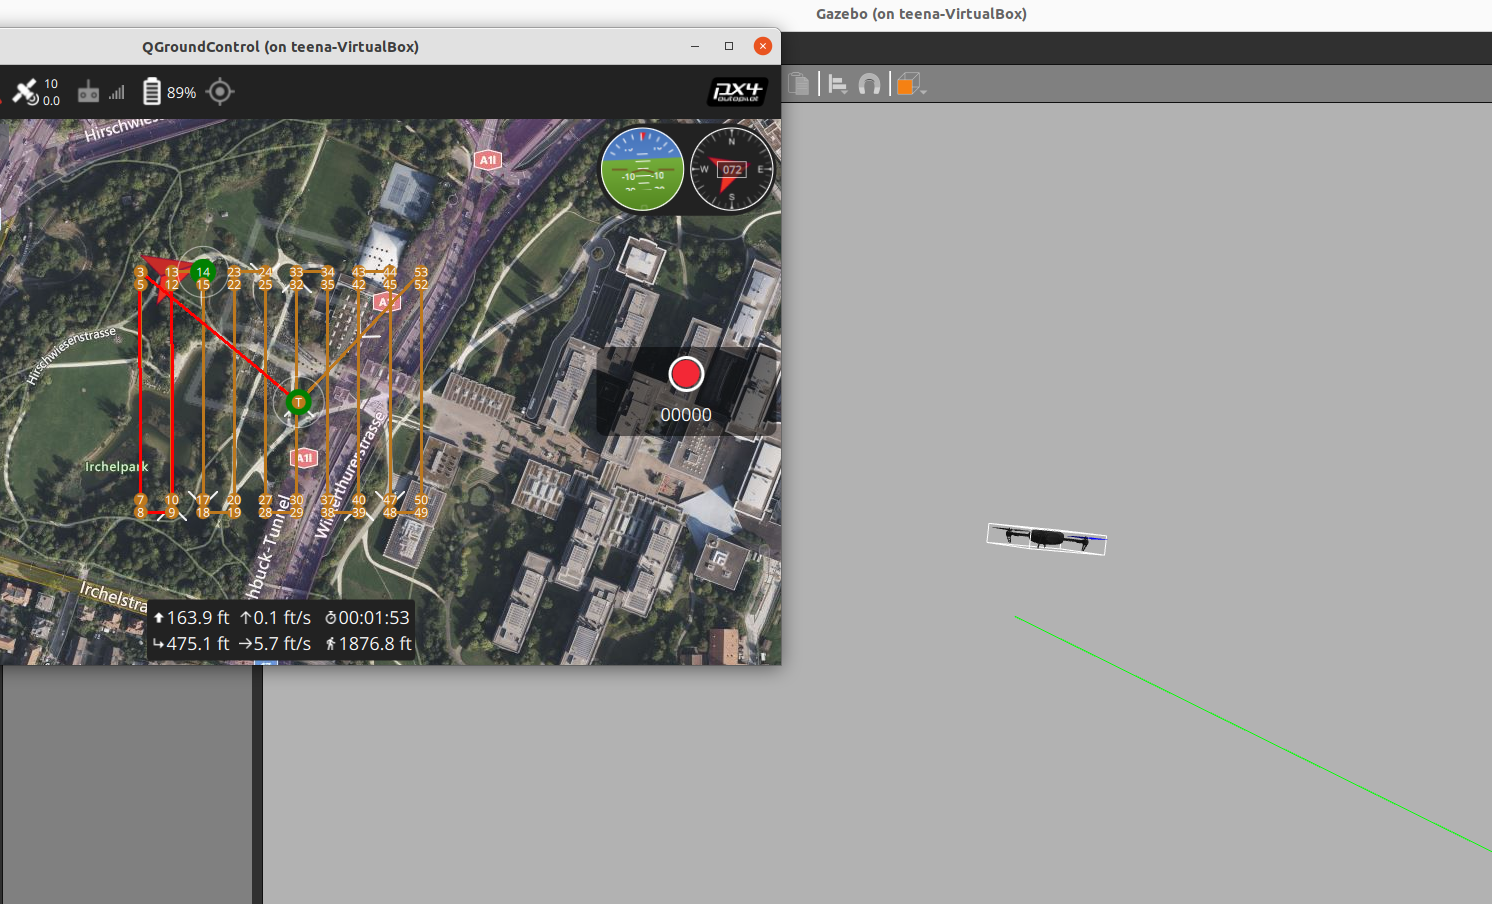 Gazebo (on teena-VirtualBox)
QGroundControl (on teena-VirtualBox)
10
0.0
89%
PX4
autopilot
Hirschwies
A1l
N
W
072
E
S
-10
-10
3
13
14
23
24
33
34
43
44
53
5
12
15
22
25
32
35
42
45
52
Hirschwiesenstrasse
T
00000
A1l
Irchelpark
Winterthurerstrasse
7
10
17
20
27
30
37
40
47
50
8
9
18
19
28
29
38
39
48
49
hbuck-Tunnel
Irchelstra
163.9 ft
0.1 ft/s
00:01:53
475.1 ft
5.7 ft/s
1876.8 ft